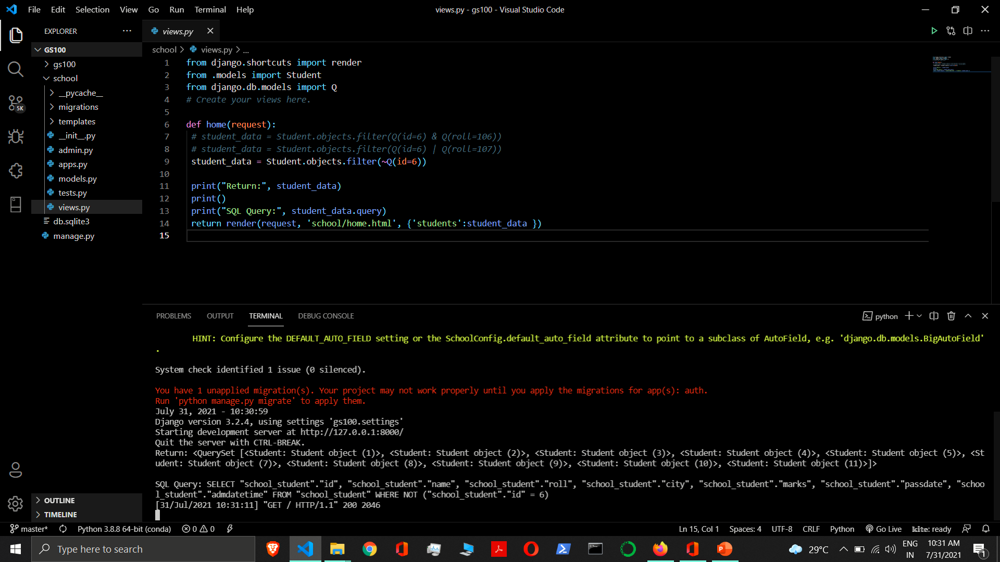 File Edit Selection View Go Run Terminal Help
views.py - gs100 - Visual Studio Code
EXPLORER
views.py
GS100
gs100
school
__pycache__
migrations
templates
__init__.py
admin.py
apps.py
models.py
tests.py
views.py
db.sqlite3
manage.py
5K
OUTLINE
TIMELINE
school > views.py > ...
1 from django.shortcuts import render
2 from .models import Student
3 from django.db.models import Q
4 # Create your views here.
5
6 def home(request):
7 # student_data = Student.objects.filter(Q(id=6) & Q(roll=106))
8 # student_data = Student.objects.filter(Q(id=6) | Q(roll=107))
9 student_data = Student.objects.filter(~Q(id=6))
10
11 print("Return:", student_data)
12 print()
13 print("SQL Query:", student_data.query)
14 return render(request, 'school/home.html', {'students':student_data })
15
PROBLEMS OUTPUT TERMINAL DEBUG CONSOLE
python
HINT: Configure the DEFAULT_AUTO_FIELD setting or the SchoolConfig.default_auto_field attribute to point to a subclass of AutoField, e.g. 'django.db.models.BigAutoField'
.
System check identified 1 issue (0 silenced).
You have 1 unapplied migration(s). Your project may not work properly until you apply the migrations for app(s): auth.
Run 'python manage.py migrate' to apply them.
July 31, 2021 - 10:30:59
Django version 3.2.4, using settings 'gs100.settings'
Starting development server at http://127.0.0.1:8000/
Quit the server with CTRL-BREAK.
Return: <QuerySet [<Student: Student object (1)>, <Student: Student object (2)>, <Student: Student object (3)>, <Student: Student object (4)>, <Student: Student object (5)>, <St
udent: Student object (7)>, <Student: Student object (8)>, <Student: Student object (9)>, <Student: Student object (10)>, <Student: Student object (11)>]>
SQL Query: SELECT "school_student"."id", "school_student"."name", "school_student"."roll", "school_student"."city", "school_student"."marks", "school_student"."passdate", "schoo
l_student"."admdatetime" FROM "school_student" WHERE NOT ("school_student"."id" = 6)
[31/Jul/2021 10:31:11] "GET / HTTP/1.1" 200 2046
master* Python 3.8.8 64-bit (conda) 0 0
Ln 15, Col 1 Spaces: 4 UTF-8 CRLF Python Go Live kite: ready
Type here to search
29°C
ENG
IN
10:31 AM
7/31/2021
1